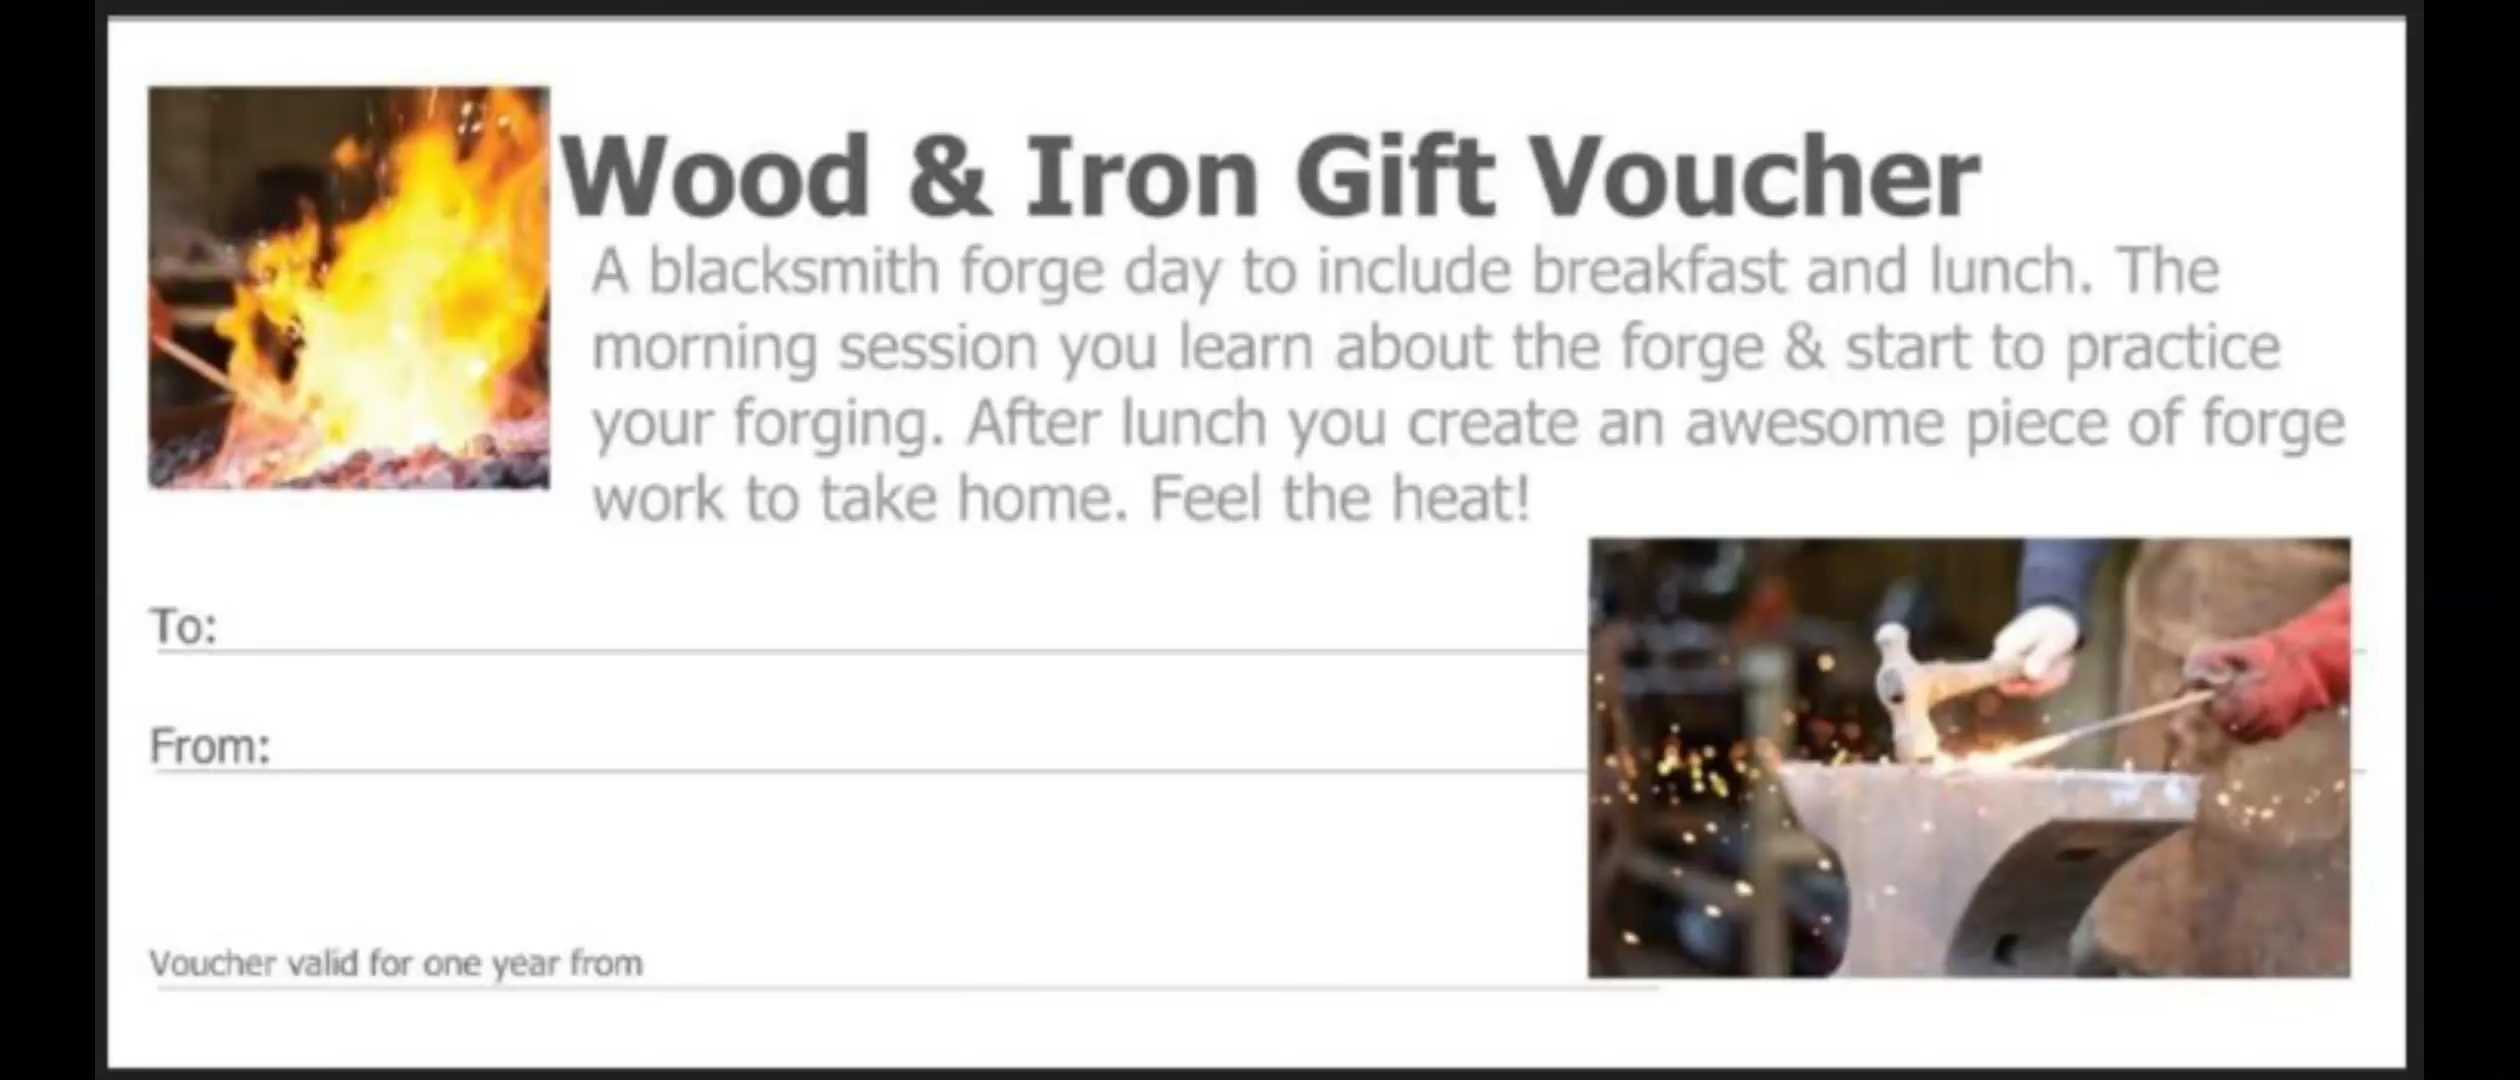 Wood & Iron Gift Voucher
A blacksmith forge day to include breakfast and lunch. The
morning session you learn about the forge & start to practice
your forging. After lunch you create an awesome piece of forge
work to take home. Feel the heat!
To:
From:
Voucher valid for one year from